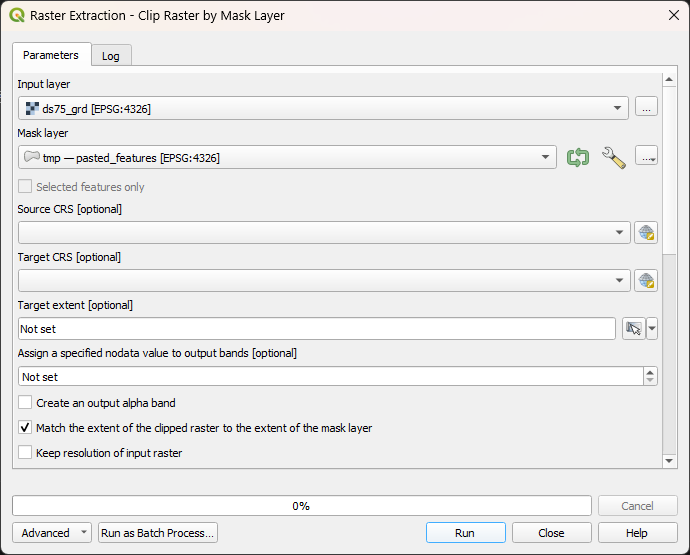 Raster Extraction - Clip Raster by Mask Layer
Parameters
Log
Input layer
ds75_grd [EPSG:4326]
...
Mask layer
tmp — pasted_features [EPSG:4326]
...
Selected features only
Source CRS [optional]
Target CRS [optional]
Target extent [optional]
Not set
Assign a specified nodata value to output bands [optional]
Not set
Create an output alpha band
Match the extent of the clipped raster to the extent of the mask layer
Keep resolution of input raster
0%
Cancel
Advanced
Run as Batch Process...
Run
Close
Help